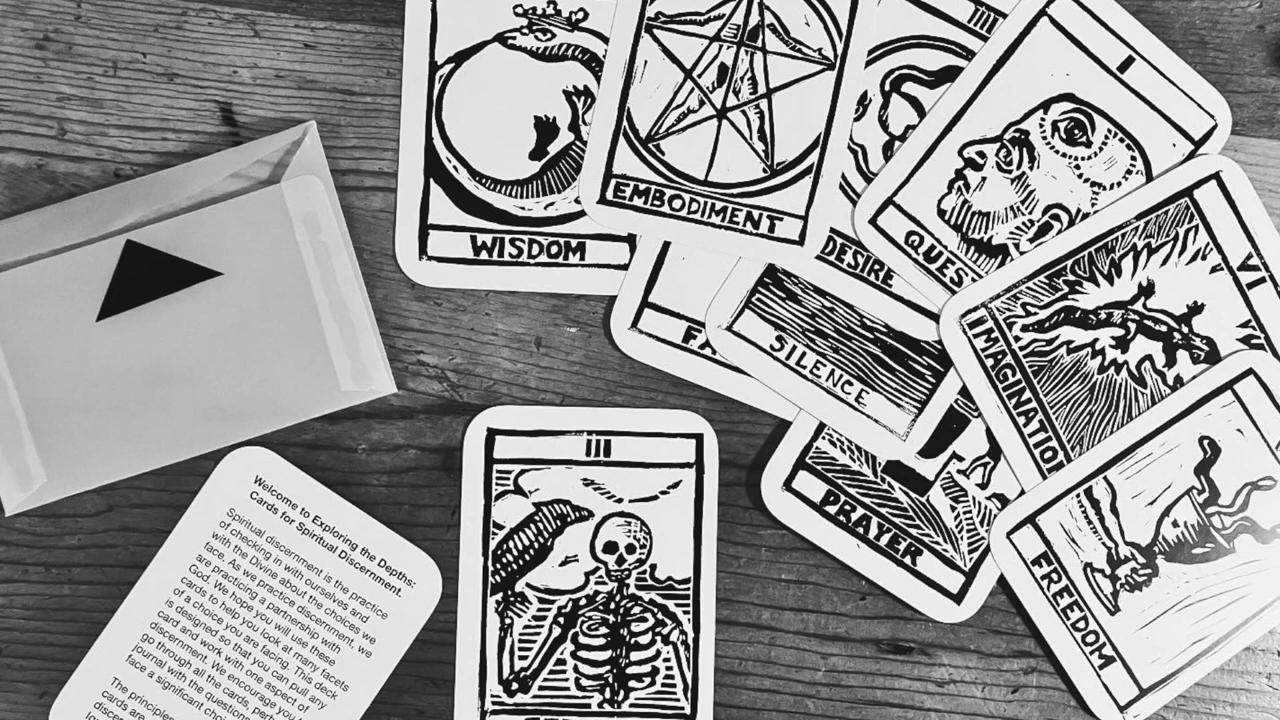 WISDOM
EMBODIMENT
IIII
DESIRE
I
QUEST
SILENCE
VI
IMAGINATION
PRAYER
FREEDOM
III
Welcome to Exploring the Depths:
Cards for Spiritual Discernment.
Spiritual discernment is the practice
of checking in with ourselves and
with the Divine about the choices we
face. As we practice discernment, we
are practicing a partnership with
God. We hope you will use these
cards to help you look at many facets
of a choice you are facing. This deck
is designed so that you can pull any
card and work with one aspect of
discernment. We encourage you
go through all the cards,
journal with the questions
face a significant
The principles
cards are